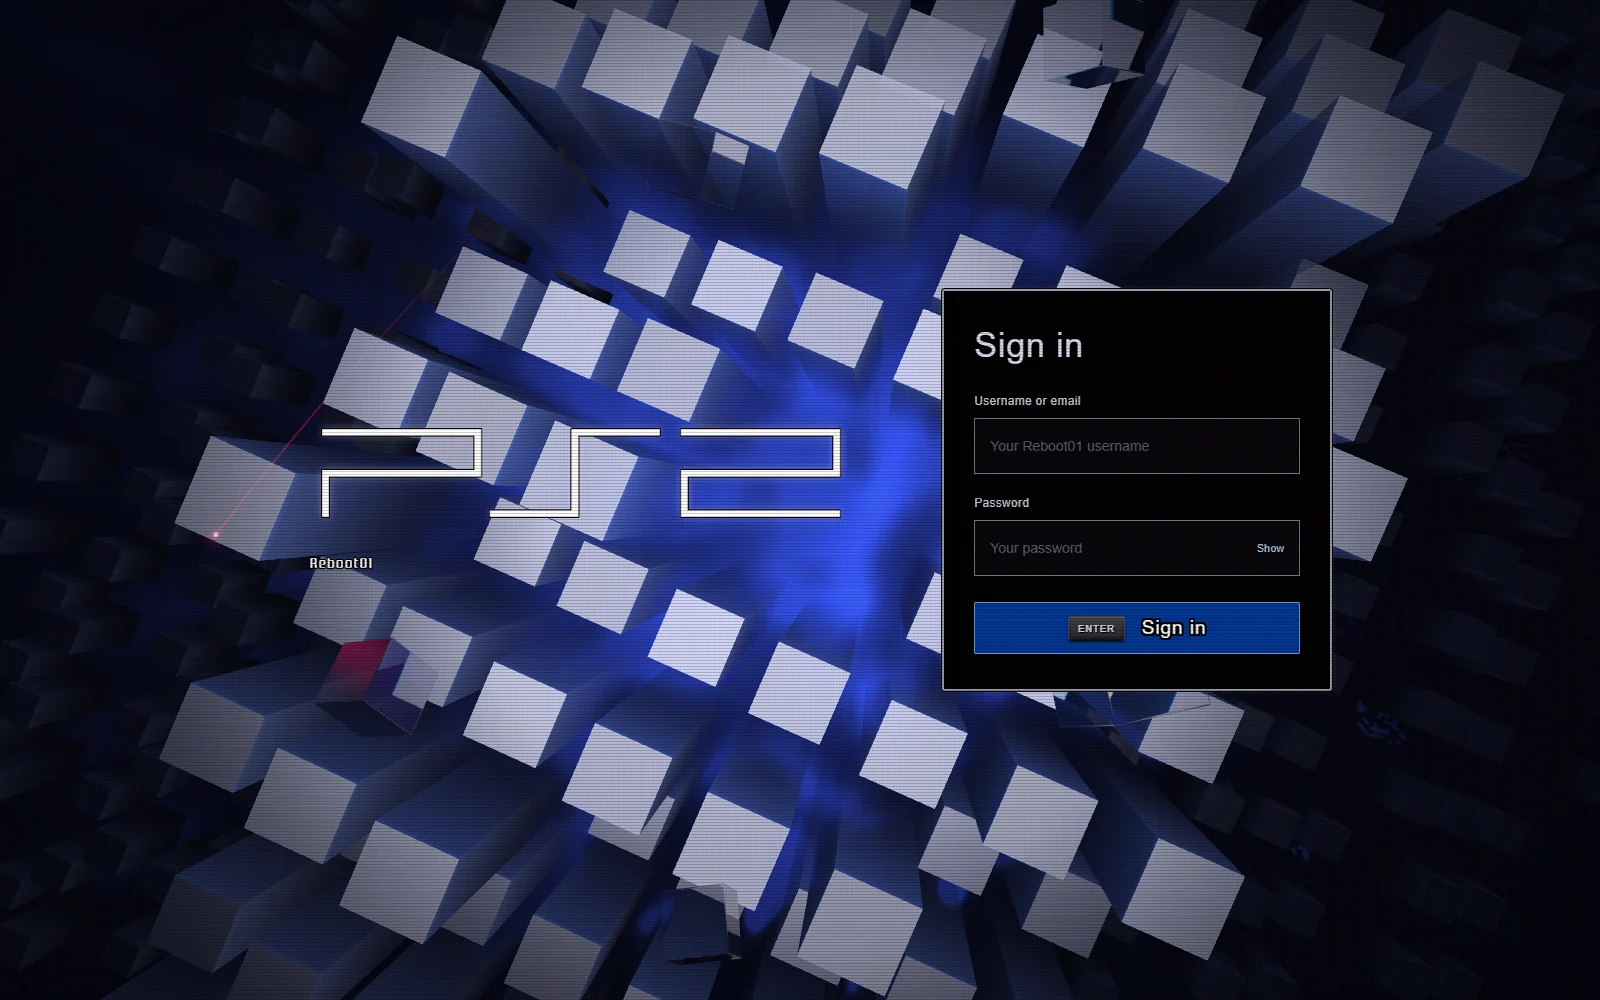 PS2
Reboot01
Sign in
Username or email
Your Reboot01 username
Password
Your password
Show
ENTER
Sign in